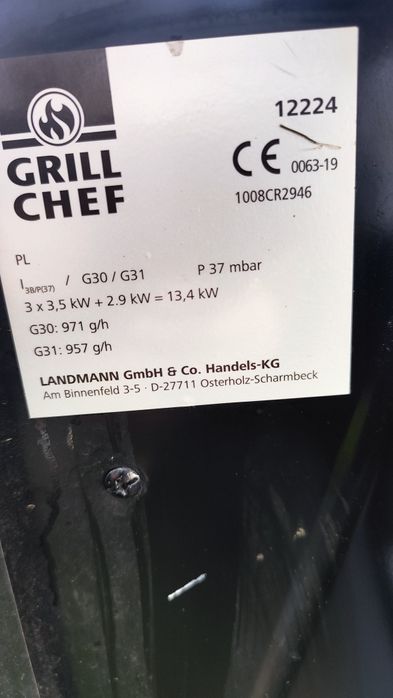 GRILL
CHEF
12224
CE 0063-19
1008CR2946
PL
I3B/P(37) / G30 / G31 P 37 mbar
3 x 3,5 kW + 2.9 kW = 13,4 kW
G30: 971 g/h
G31: 957 g/h
LANDMANN GmbH & Co. Handels-KG
Am Binnenfeld 3-5 · D-27711 Osterholz-Scharmbeck